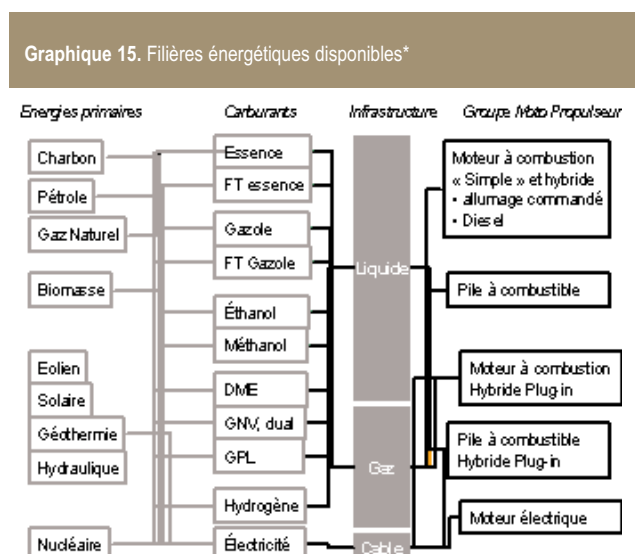 Graphique 15. Filières énergétiques disponibles*
Energies primaires
Carburants
Infrastructure
Groupe Moto Propulseur
Charbon
Pétrole
Gaz Naturel
Biomasse
Eolien
Solaire
Géothermie
Hydraulique
Nucléaire
Essence
FT essence
Gazole
FT Gazole
Éthanol
Méthanol
DME
GNV, dual
GPL
Hydrogène
Électricité
Liquide
Gaz
Cable
Moteur à combustion
« Simple » et hybride
• allumage commandé
• Diesel
Pile à combustible
Moteur à combustion
Hybride Plug-in
Pile à combustible
Hybride Plug-in
Moteur électrique